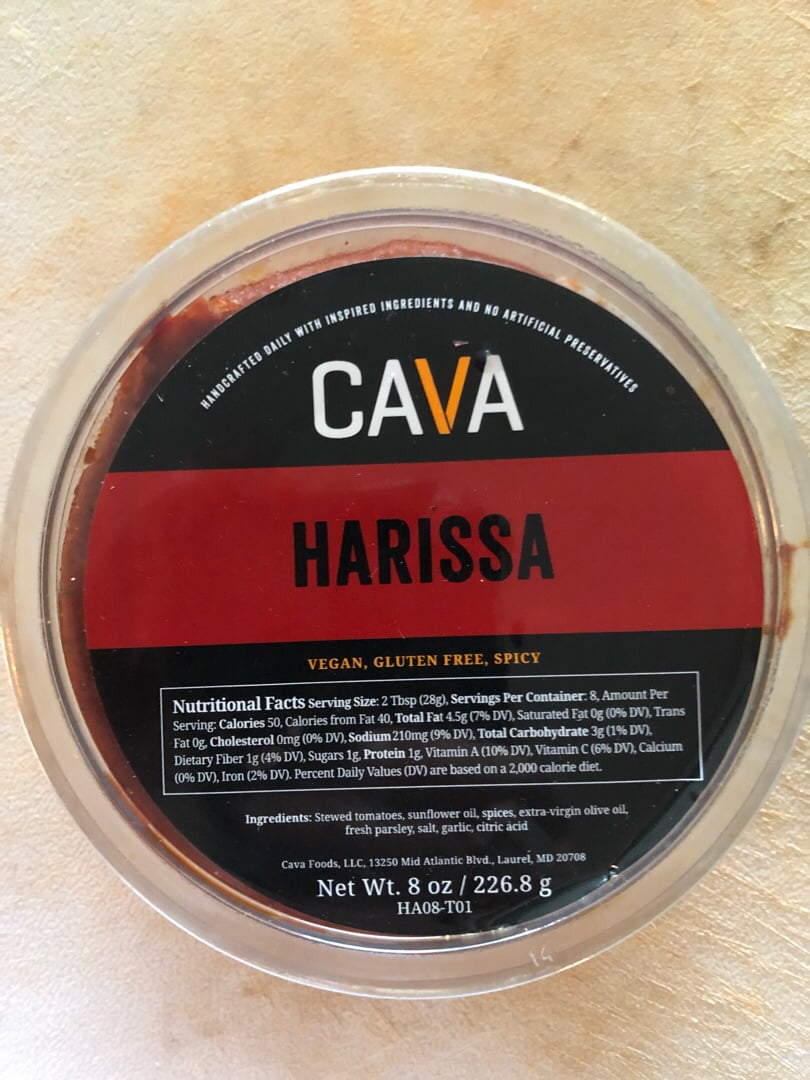 HANDCRAFTED DAILY WITH INSPIRED INGREDIENTS AND NO ARTIFICIAL PRESERVATIVES
CAVA
HARISSA
VEGAN, GLUTEN FREE, SPICY
Nutritional Facts Serving Size: 2 Tbsp (28g), Servings Per Container: 8, Amount Per
Serving: Calories 50, Calories from Fat 40, Total Fat 4.5g (7% DV), Saturated Fat 0g (0% DV), Trans
Fat 0g, Cholesterol 0mg (0% DV), Sodium 210mg (9% DV), Total Carbohydrate 3g (1% DV),
Dietary Fiber 1g (4% DV), Sugars 1g, Protein 1g, Vitamin A (10% DV), Vitamin C (6% DV), Calcium
(0% DV), Iron (2% DV). Percent Daily Values (DV) are based on a 2,000 calorie diet.
Ingredients: Stewed tomatoes, sunflower oil, spices, extra-virgin olive oil,
fresh parsley, salt, garlic, citric acid
Cava Foods, LLC, 13250 Mid Atlantic Blvd., Laurel, MD 20708
Net Wt. 8 oz / 226.8 g
HA08-T01